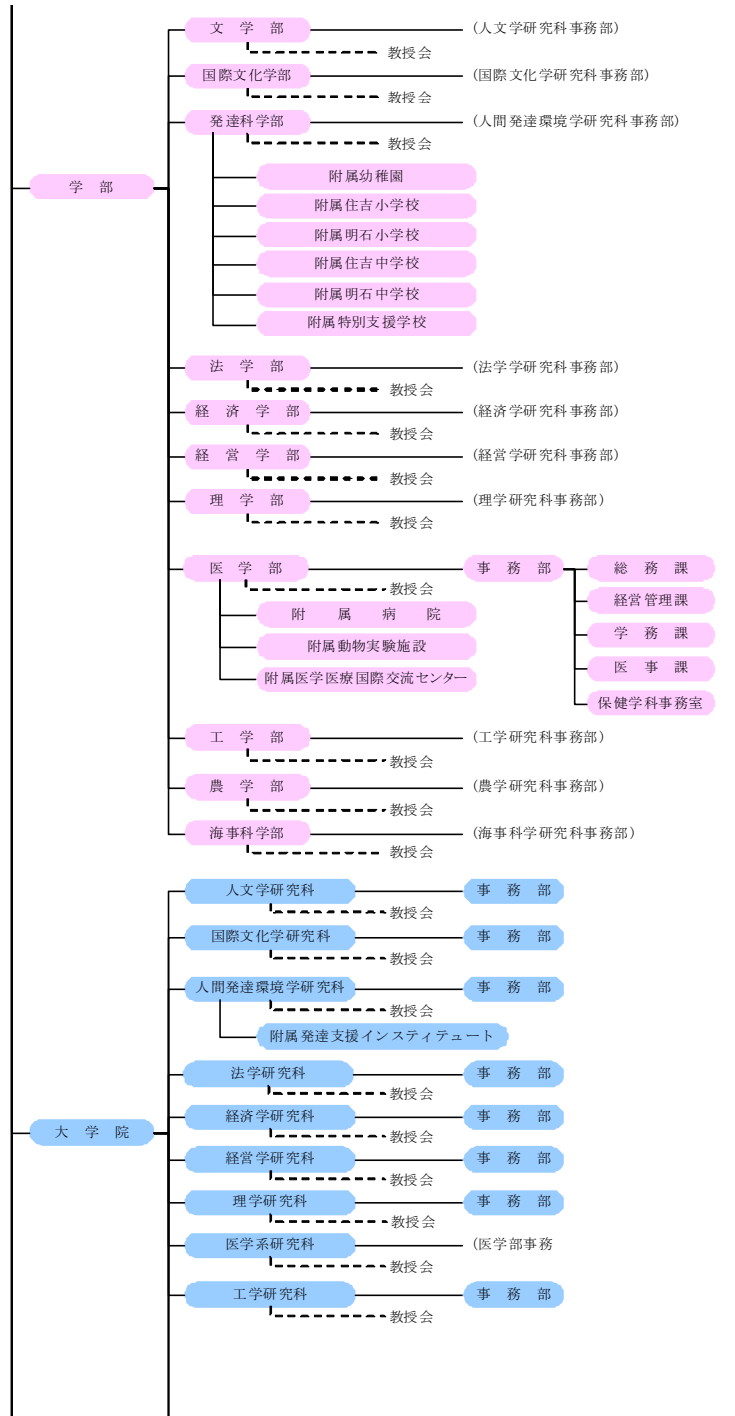 文学部 (人文学研究科事務部)
教授会
国際文化学部 (国際文化学研究科事務部)
教授会
発達科学部 (人間発達環境学研究科事務部)
教授会
学部
附属幼稚園
附属住吉小学校
附属明石小学校
附属住吉中学校
附属明石中学校
附属特別支援学校
法学部 (法学学研究科事務部)
教授会
経済学部 (経済学研究科事務部)
教授会
経営学部 (経営学研究科事務部)
教授会
理学部 (理学研究科事務部)
教授会
医学部 事務部 総務課
教授会
経営管理課
附属病院
学務課
附属動物実験施設
医事課
附属医学医療国際交流センター
保健学科事務室
工学部 (工学研究科事務部)
教授会
農学部 (農学研究科事務部)
教授会
海事科学部 (海事科学研究科事務部)
教授会
人文学研究科 事務部
教授会
国際文化学研究科 事務部
教授会
人間発達環境学研究科 事務部
教授会
附属発達支援インスティテュート
法学研究科 事務部
教授会
経済学研究科 事務部
大学院
教授会
経営学研究科 事務部
教授会
理学研究科 事務部
教授会
医学系研究科 (医学部事務
教授会
工学研究科 事務部
教授会